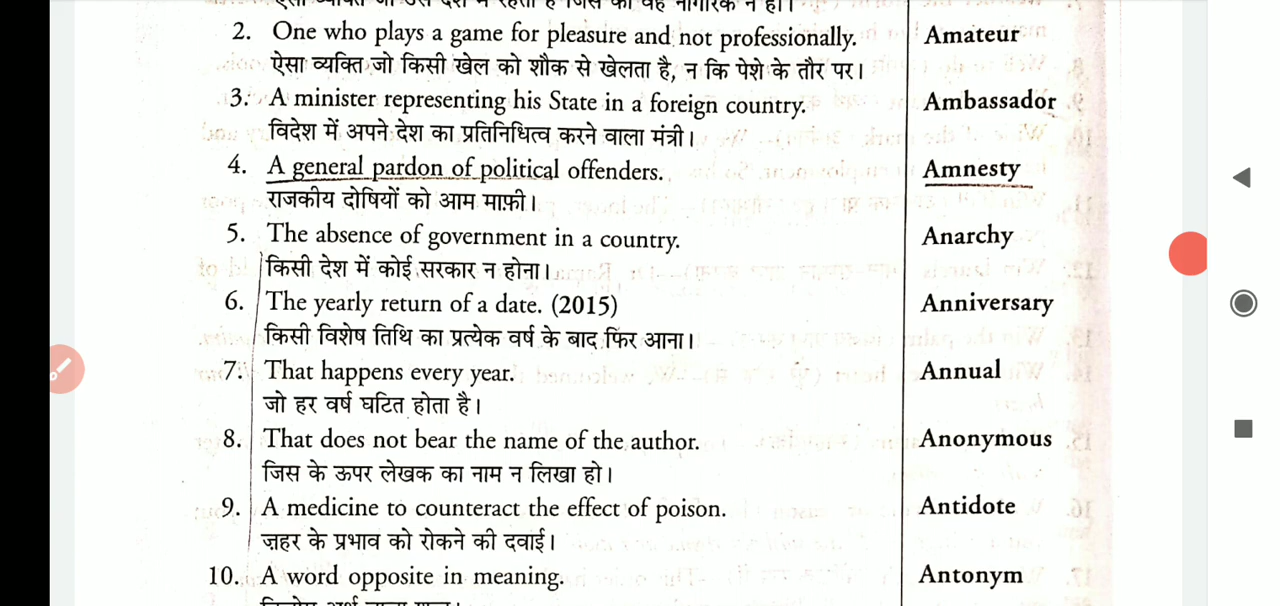 2. One who plays a game for pleasure and not professionally. Amateur
ऐसा व्यक्ति जो किसी खेल को शौक से खेलता है, न कि पेशे के तौर पर।
3. A minister representing his State in a foreign country. Ambassador
विदेश में अपने देश का प्रतिनिधित्व करने वाला मंत्री।
4. A general pardon of political offenders. Amnesty
राजकीय दोषियों को आम माफ़ी।
5. The absence of government in a country. Anarchy
किसी देश में कोई सरकार न होना।
6. The yearly return of a date. (2015) Anniversary
किसी विशेष तिथि का प्रत्येक वर्ष के बाद फिर आना।
7. That happens every year. Annual
जो हर वर्ष घटित होता है।
8. That does not bear the name of the author. Anonymous
जिस के ऊपर लेखक का नाम न लिखा हो।
9. A medicine to counteract the effect of poison. Antidote
ज़हर के प्रभाव को रोकने की दवाई।
10. A word opposite in meaning. Antonym